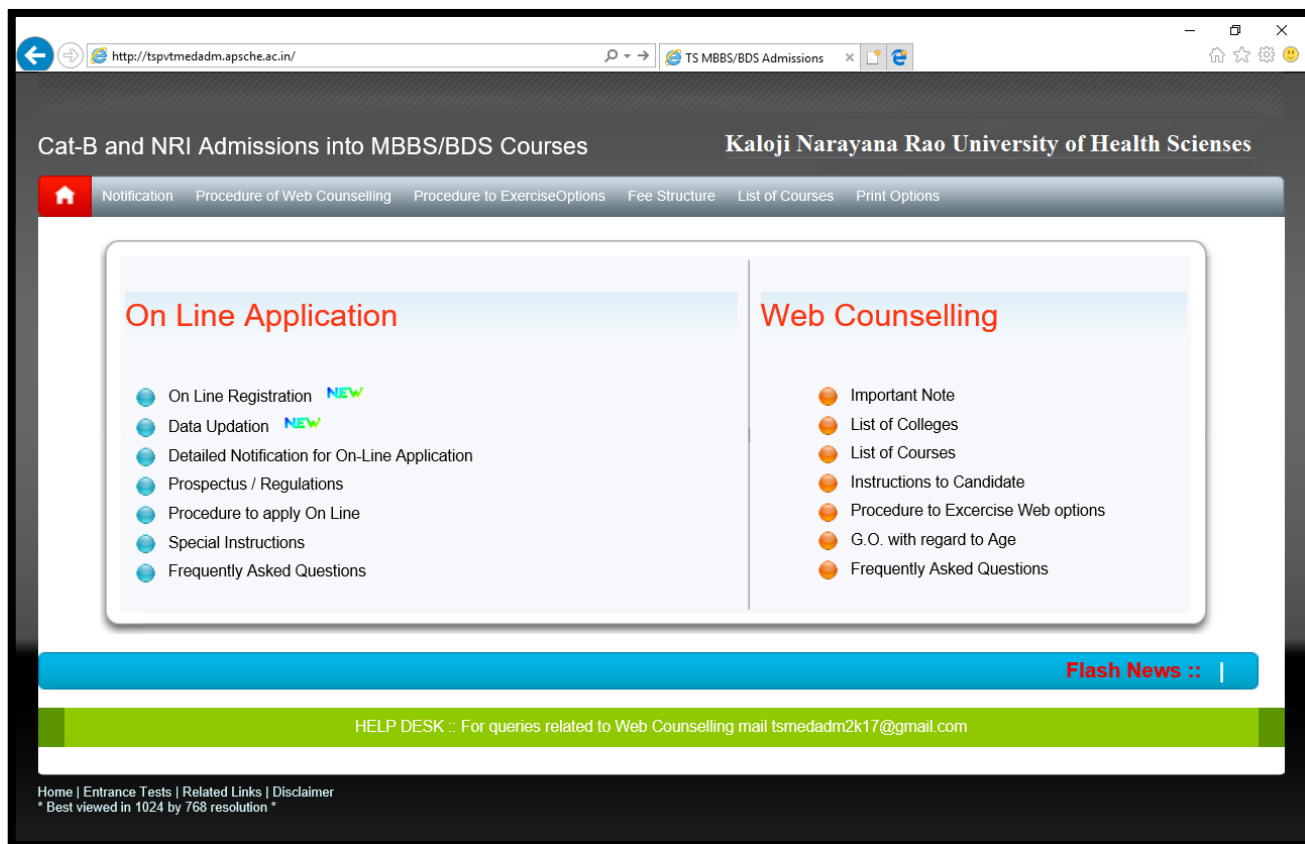 http://tspvtmedadm.apsche.ac.in/
TS MBBS/BDS Admissions
Cat-B and NRI Admissions into MBBS/BDS Courses
Kaloji Narayana Rao University of Health Scienses
Notification Procedure of Web Counselling Procedure to ExerciseOptions Fee Structure List of Courses Print Options
On Line Application
On Line Registration NEW
Data Updation NEW
Detailed Notification for On-Line Application
Prospectus / Regulations
Procedure to apply On Line
Special Instructions
Frequently Asked Questions
Web Counselling
Important Note
List of Colleges
List of Courses
Instructions to Candidate
Procedure to Excercise Web options
G.O. with regard to Age
Frequently Asked Questions
Flash News :: |
HELP DESK :: For queries related to Web Counselling mail tsmedadm2k17@gmail.com
Home | Entrance Tests | Related Links | Disclaimer
* Best viewed in 1024 by 768 resolution *